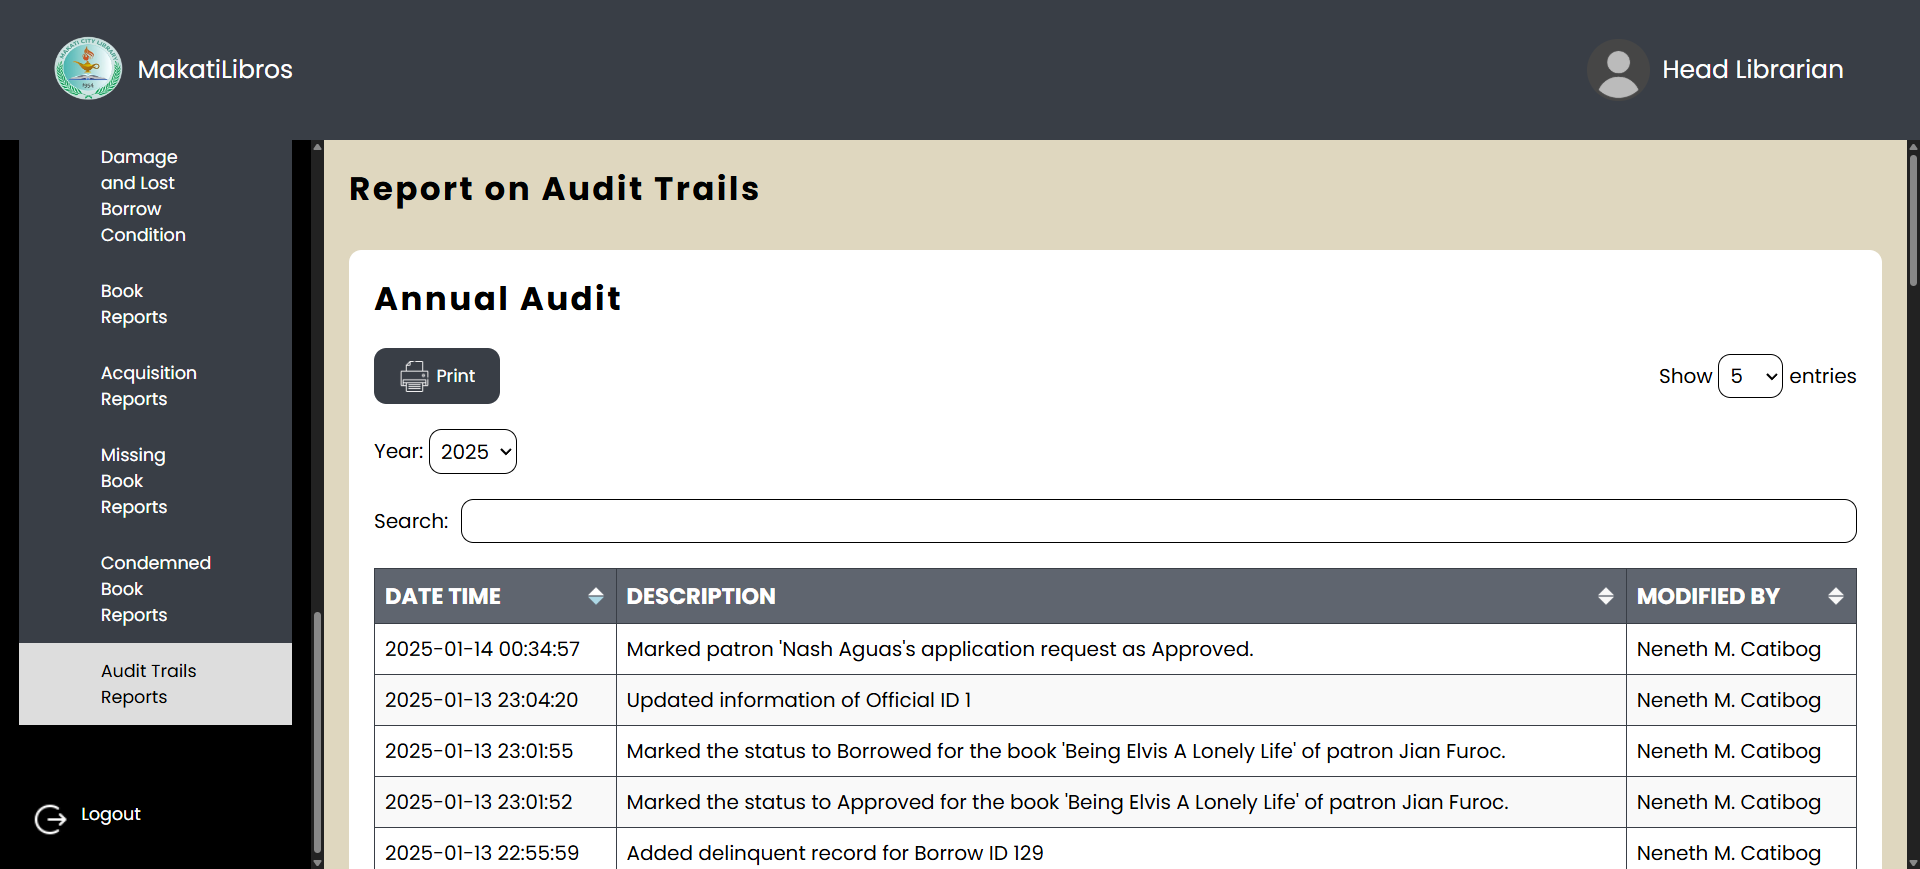 MAKATI CITY LIBRARY
1954
MakatiLibros
Head Librarian
Damage
and Lost
Borrow
Condition
Book
Reports
Acquisition
Reports
Missing
Book
Reports
Condemned
Book
Reports
Audit Trails
Reports
Logout
Report on Audit Trails
Annual Audit
Print
Show 5 entries
Year: 2025
Search:
DATE TIME DESCRIPTION MODIFIED BY
2025-01-14 00:34:57 Marked patron 'Nash Aguas's application request as Approved. Neneth M. Catibog
2025-01-13 23:04:20 Updated information of Official ID 1 Neneth M. Catibog
2025-01-13 23:01:55 Marked the status to Borrowed for the book 'Being Elvis A Lonely Life' of patron Jian Furoc. Neneth M. Catibog
2025-01-13 23:01:52 Marked the status to Approved for the book 'Being Elvis A Lonely Life' of patron Jian Furoc. Neneth M. Catibog
2025-01-13 22:55:59 Added delinquent record for Borrow ID 129 Neneth M. Catibog